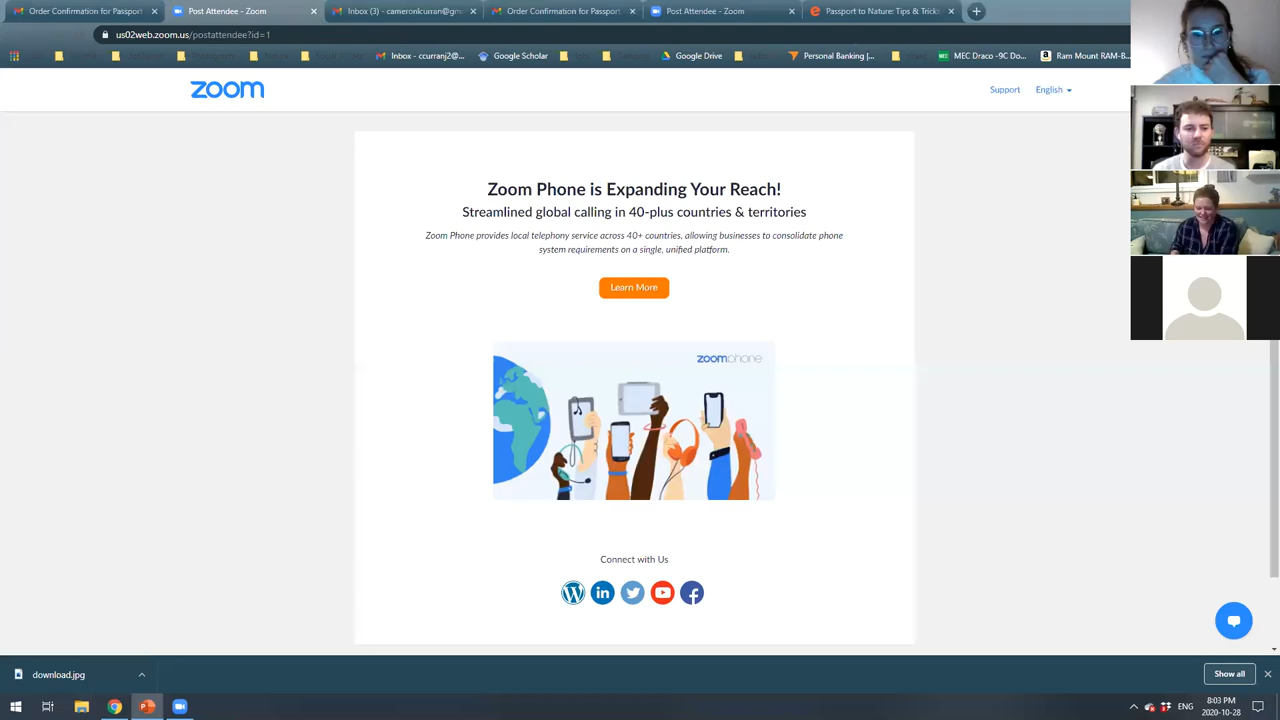 Order Confirmation for Passport
Post Attendee - Zoom
Inbox (3) - cameronkcurran@gm
Order Confirmation for Passport
Post Attendee - Zoom
Passport to Nature: Tips & Trick
us02web.zoom.us/postattendee?id=1
Inbox - ccurranj2@...
Google Scholar
Google Drive
Personal Banking |...
MEC Draco -9C Do...
Ram Mount RAM-B...
zoom
Support
English
Zoom Phone is Expanding Your Reach!
Streamlined global calling in 40-plus countries & territories
Zoom Phone provides local telephony service across 40+ countries, allowing businesses to consolidate phone
system requirements on a single, unified platform.
Learn More
zoomphone
Connect with Us
download.jpg
Show all
ENG
8:03 PM
2020-10-28